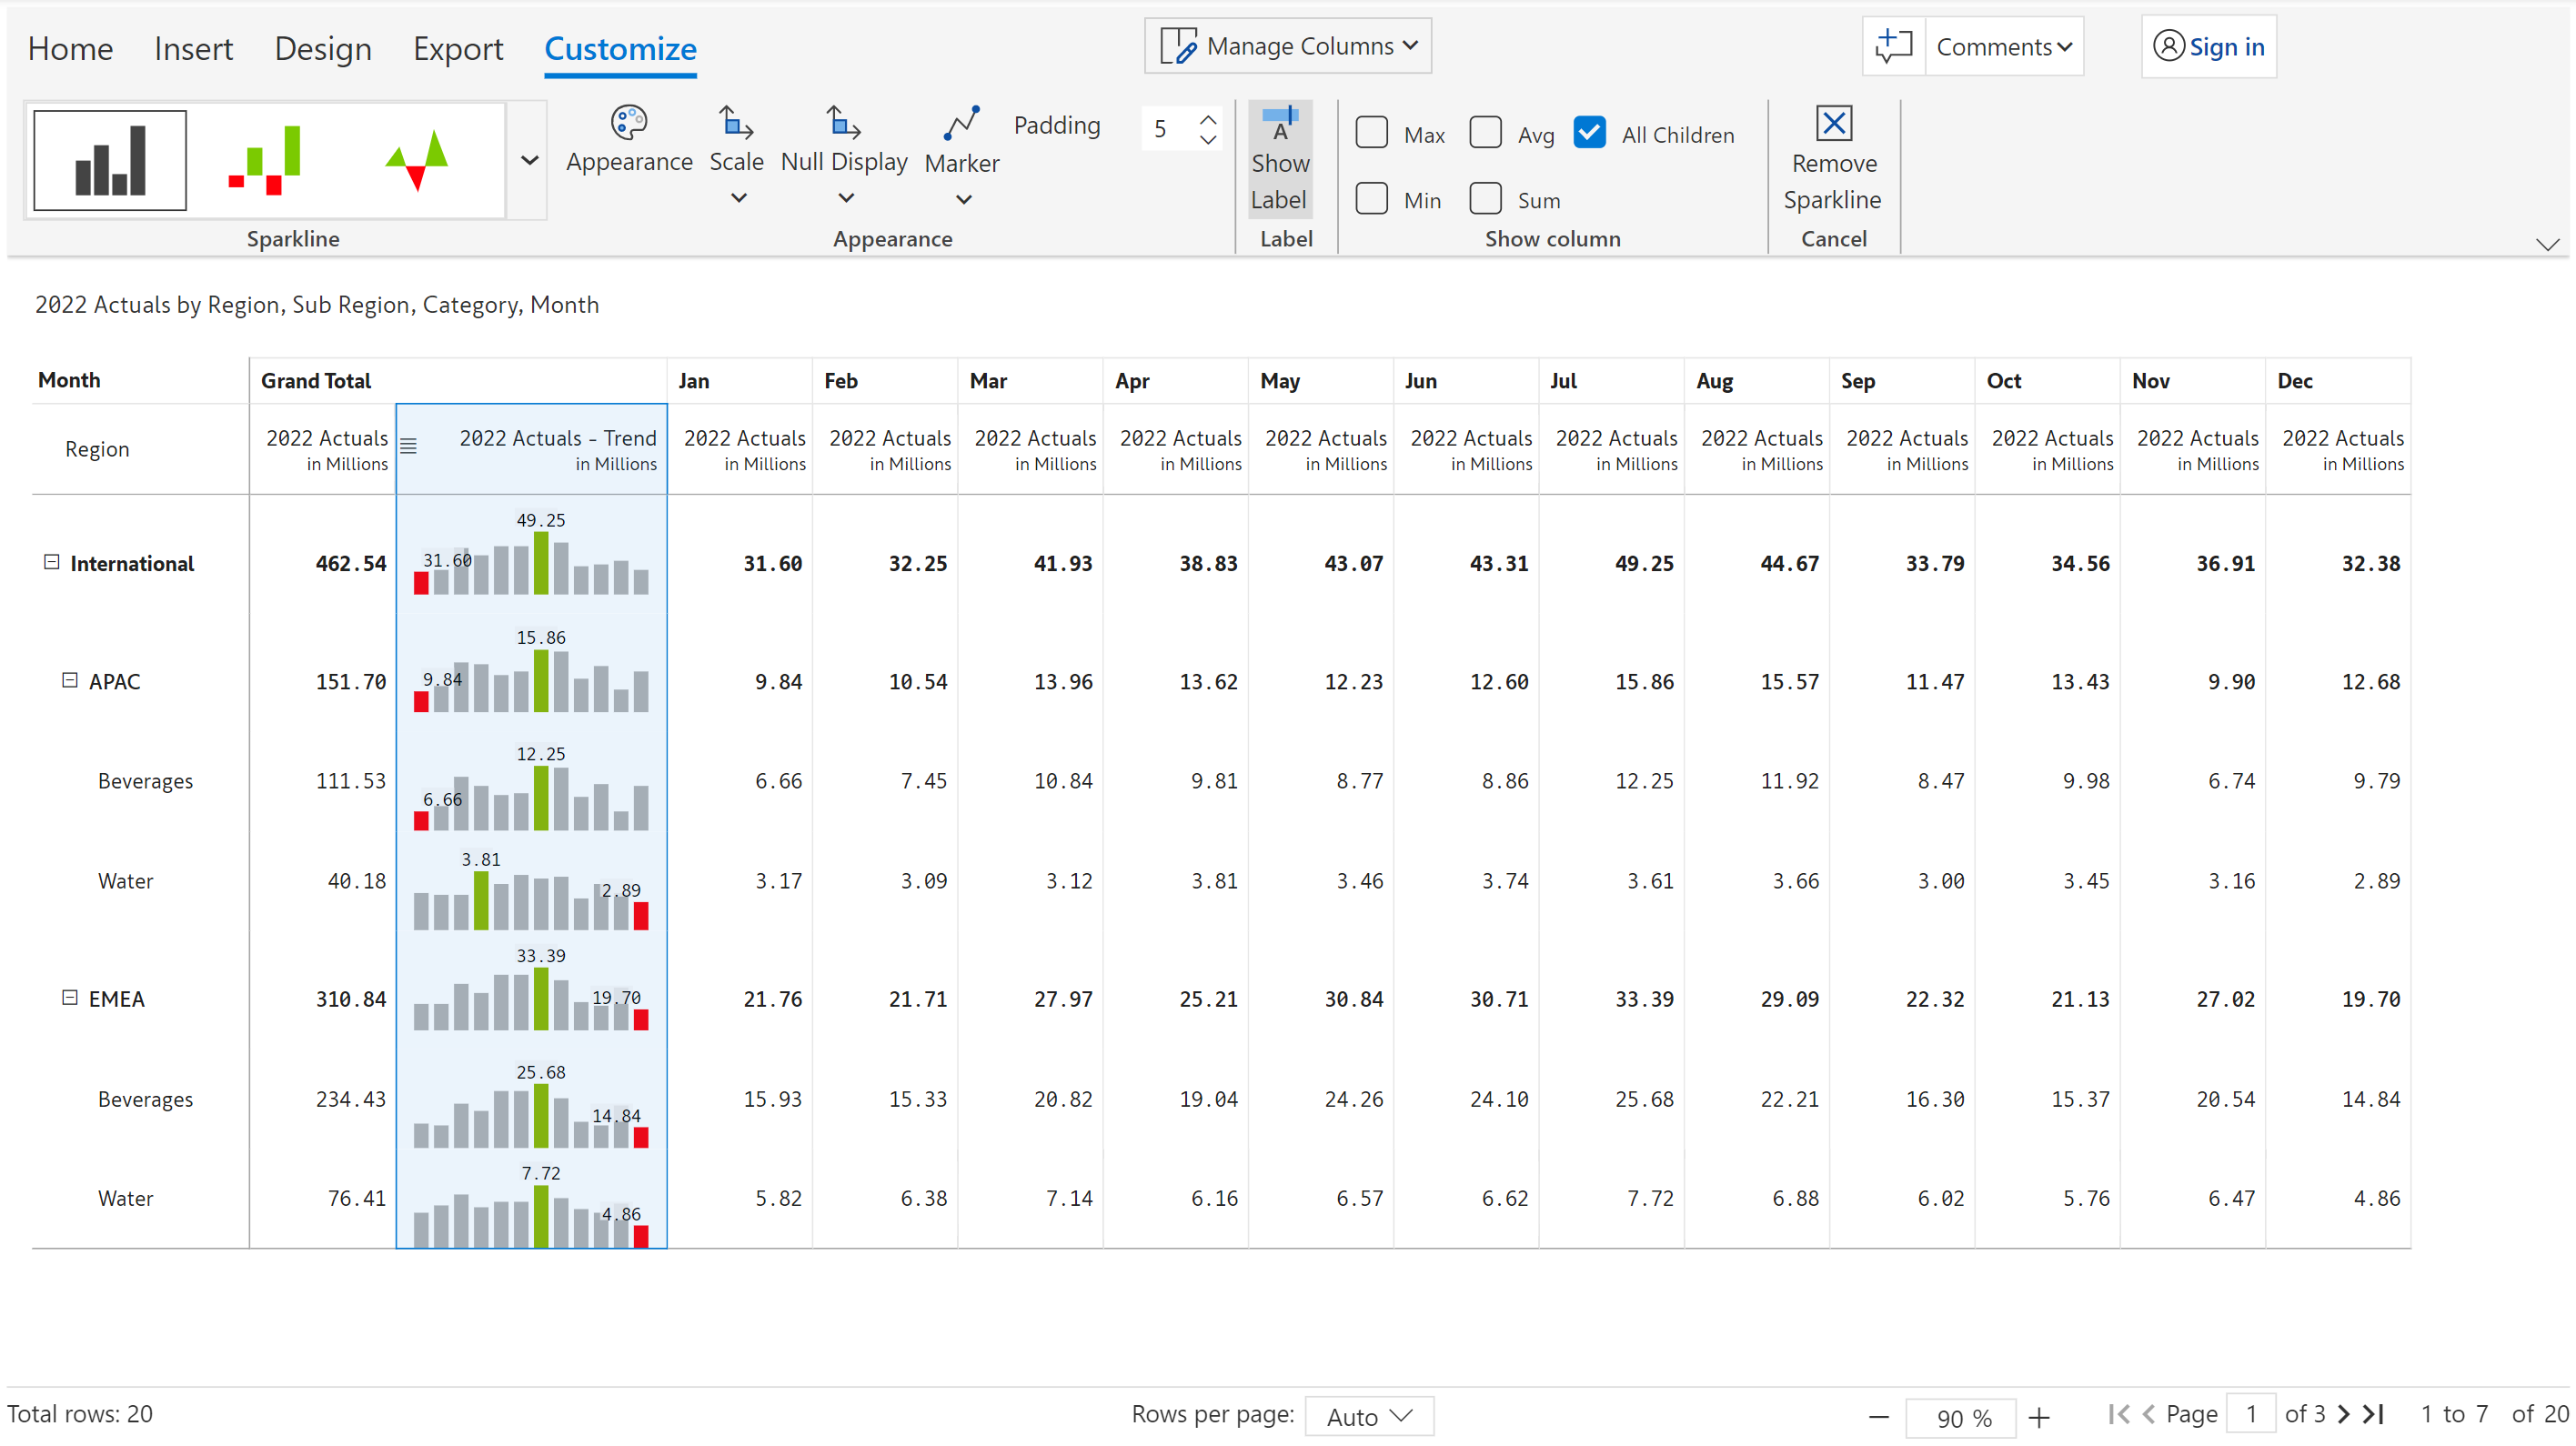 Home Insert Design Export Customize Manage Columns Comments Sign in
Appearance Scale Null Display Marker Padding 5 A Show Label Max Avg All Children Remove Sparkline
Min Sum
Sparkline Appearance Label Show column Cancel
2022 Actuals by Region, Sub Region, Category, Month
Month Grand Total Jan Feb Mar Apr May Jun Jul Aug Sep Oct Nov Dec
Region 2022 Actuals 2022 Actuals - Trend 2022 Actuals 2022 Actuals 2022 Actuals 2022 Actuals 2022 Actuals 2022 Actuals 2022 Actuals 2022 Actuals 2022 Actuals 2022 Actuals 2022 Actuals 2022 Actuals
in Millions in Millions in Millions in Millions in Millions in Millions in Millions in Millions in Millions in Millions in Millions in Millions in Millions in Millions
49.25
International 462.54 31.60 31.60 32.25 41.93 38.83 43.07 43.31 49.25 44.67 33.79 34.56 36.91 32.38
15.86
APAC 151.70 9.84 9.84 10.54 13.96 13.62 12.23 12.60 15.86 15.57 11.47 13.43 9.90 12.68
12.25
Beverages 111.53 6.66 6.66 7.45 10.84 9.81 8.77 8.86 12.25 11.92 8.47 9.98 6.74 9.79
3.81
Water 40.18 2.89 3.17 3.09 3.12 3.81 3.46 3.74 3.61 3.66 3.00 3.45 3.16 2.89
33.39
EMEA 310.84 19.70 21.76 21.71 27.97 25.21 30.84 30.71 33.39 29.09 22.32 21.13 27.02 19.70
25.68
Beverages 234.43 14.84 15.93 15.33 20.82 19.04 24.26 24.10 25.68 22.21 16.30 15.37 20.54 14.84
7.72
Water 76.41 4.86 5.82 6.38 7.14 6.16 6.57 6.62 7.72 6.88 6.02 5.76 6.47 4.86
Total rows: 20 Rows per page: Auto 90 % Page 1 of 3 1 to 7 of 20